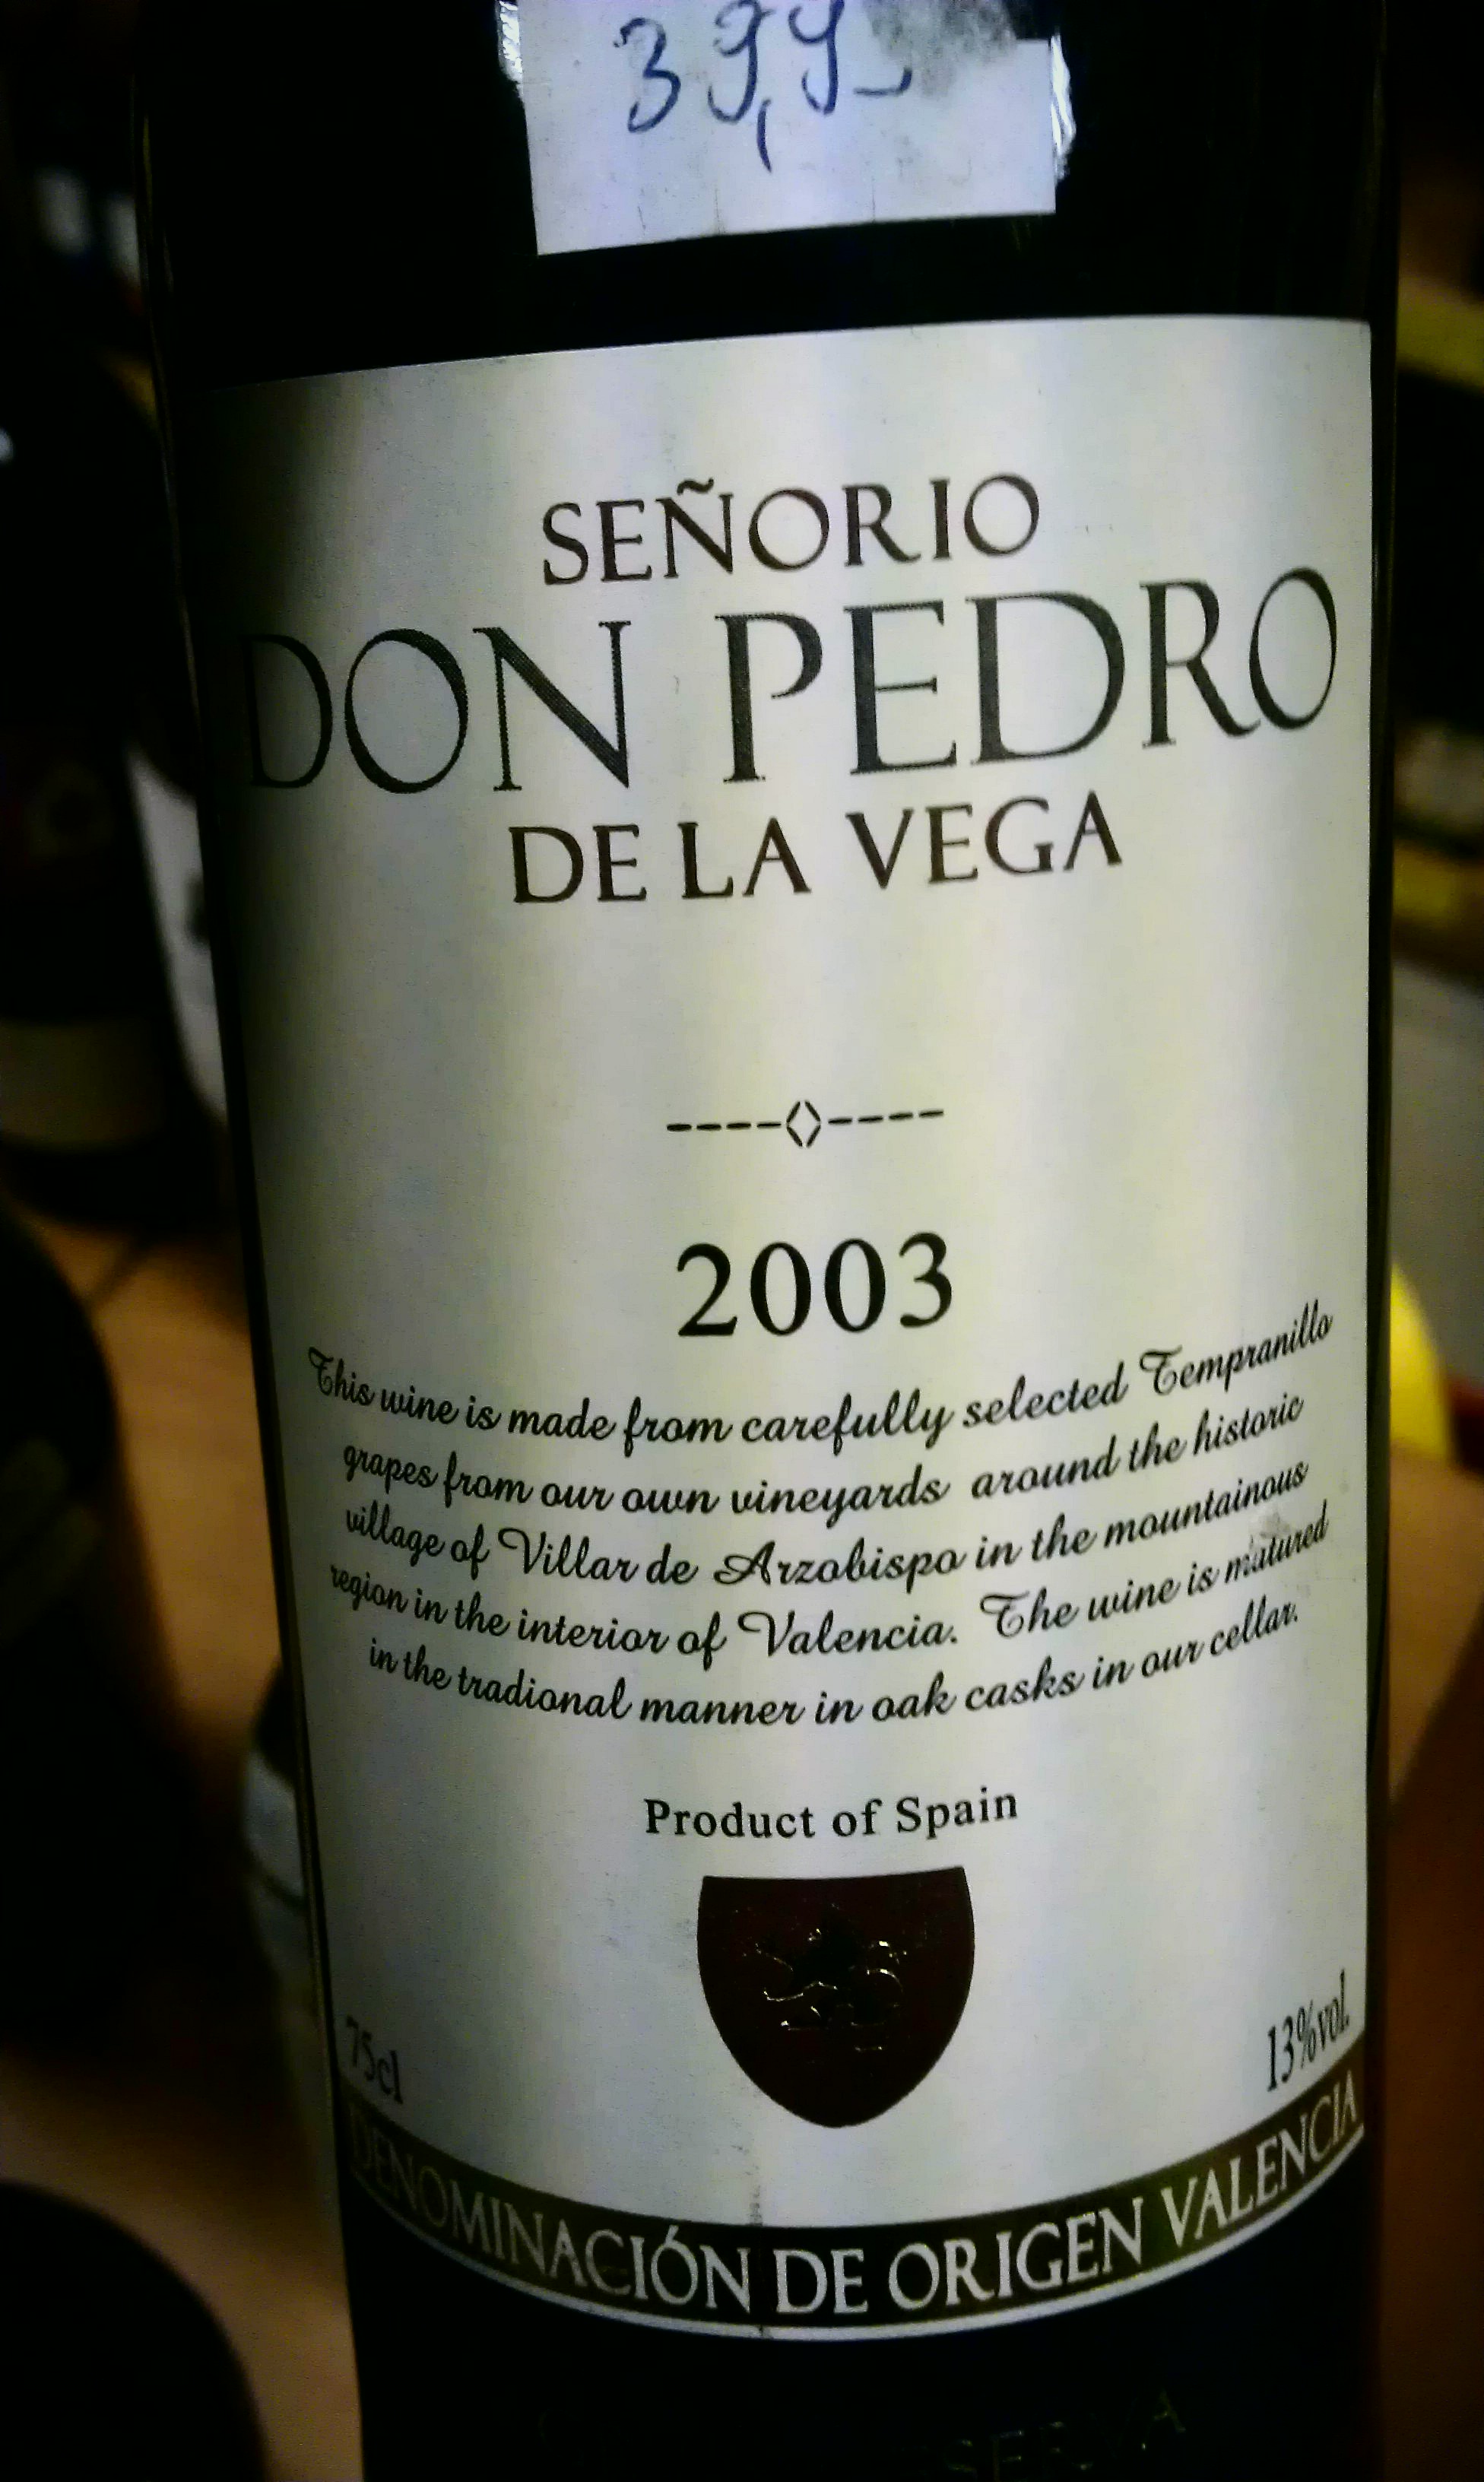 39,9
SEÑORIO
DON PEDRO
DE LA VEGA
2003
This wine is made from carefully selected Tempranillo
grapes from our own vineyards around the historic
village of Villar de Arzobispo in the mountainous
region in the interior of Valencia. The wine is matured
in the tradional manner in oak casks in our cellar.
Product of Spain
75cl
13%vol.
DENOMINACIÓN DE ORIGEN VALENCIA